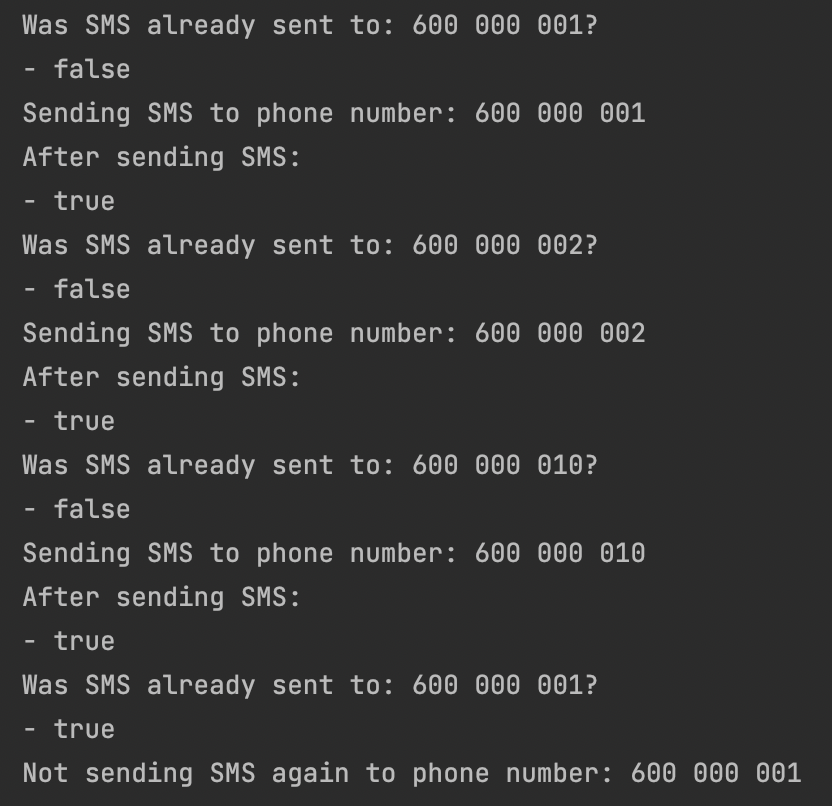 Was SMS already sent to: 600 000 001?
- false
Sending SMS to phone number: 600 000 001
After sending SMS:
- true
Was SMS already sent to: 600 000 002?
- false
Sending SMS to phone number: 600 000 002
After sending SMS:
- true
Was SMS already sent to: 600 000 010?
- false
Sending SMS to phone number: 600 000 010
After sending SMS:
- true
Was SMS already sent to: 600 000 001?
- true
Not sending SMS again to phone number: 600 000 001